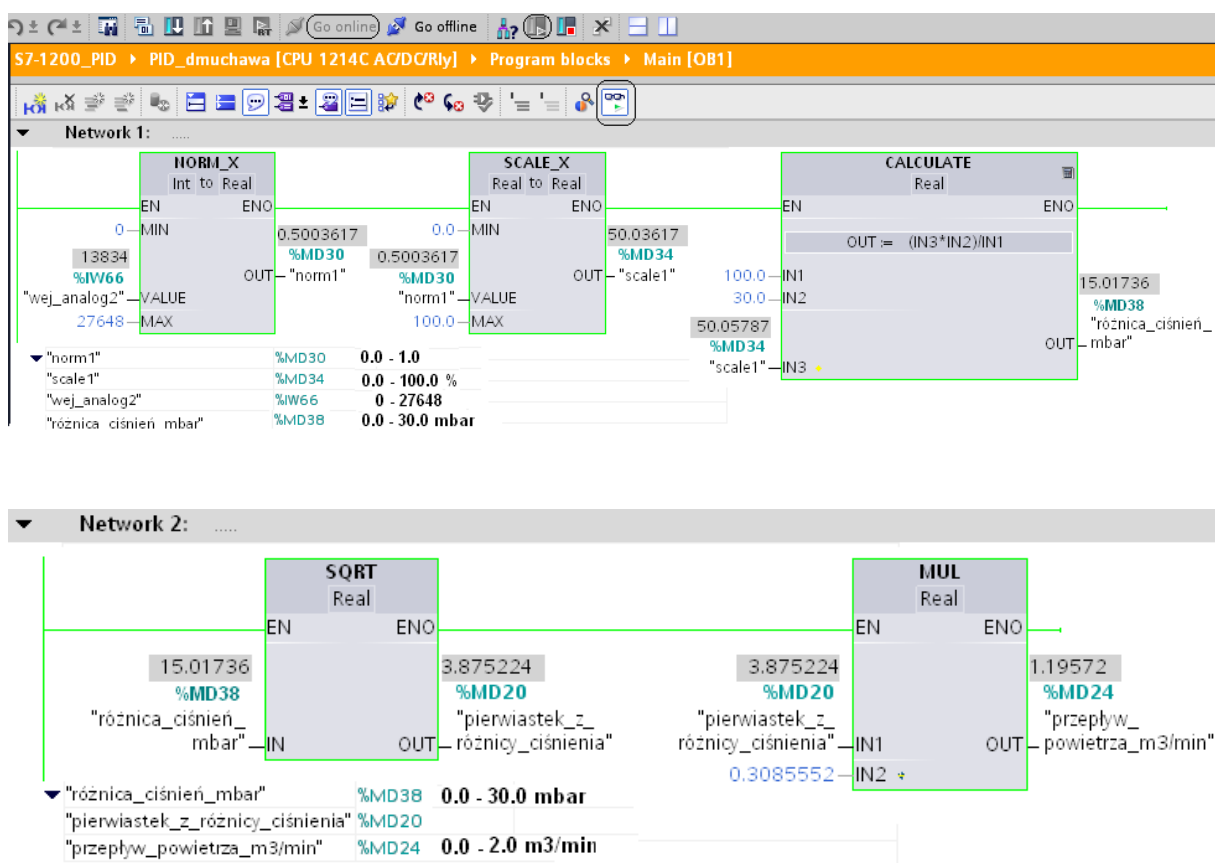 Go online Go offline
S7-1200_PID ▸ PID_dmuchawa [CPU 1214C AC/DC/Rly] ▸ Program blocks ▸ Main [OB1]
Network 1: .....
NORM_X SCALE_X CALCULATE
Int to Real Real to Real Real
EN ENO EN ENO EN ENO
0 MIN 0.5003617 0.0 MIN 50.03617 OUT := (IN3*IN2)/IN1
13834 %MD30 0.5003617 %MD34
%IW66 OUT "norm1" %MD30 OUT "scale1" 100.0 IN1 15.01736
"wej_analog2" VALUE "norm1" VALUE 30.0 IN2 %MD38
27648 MAX 100.0 MAX 50.05787 "różnica_ciśnień_
%MD34 OUT mbar"
"scale1" IN3
"norm1" %MD30 0.0 - 1.0
"scale1" %MD34 0.0 - 100.0 %
"wej_analog2" %IW66 0 - 27648
"różnica_ciśnień_mbar" %MD38 0.0 - 30.0 mbar
Network 2: .....
SQRT MUL
Real Real
EN ENO EN ENO
15.01736 3.875224 3.875224 1.19572
%MD38 %MD20 %MD20 %MD24
"różnica_ciśnień_ "pierwiastek_z_ "pierwiastek_z_ "przepływ_
mbar" IN OUT różnicy_ciśnienia" różnicy_ciśnienia" IN1 OUT powietrza_m3/min"
0.3085552 IN2
"różnica_ciśnień_mbar" %MD38 0.0 - 30.0 mbar
"pierwiastek_z_różnicy_ciśnienia" %MD20
"przepływ_powietrza_m3/min" %MD24 0.0 - 2.0 m3/min